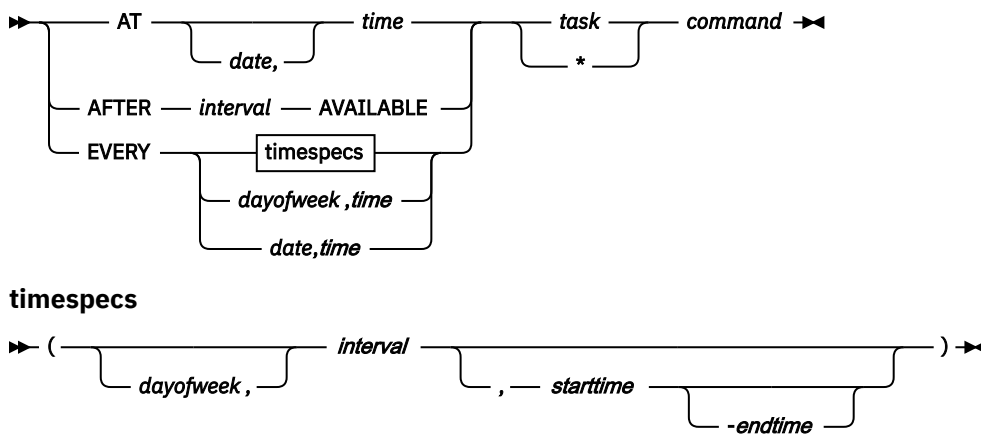 AT time task command
date, *
AFTER interval AVAILABLE
EVERY timespecs
dayofweek ,time
date,time
timespecs
( interval )
dayofweek , , starttime
-endtime